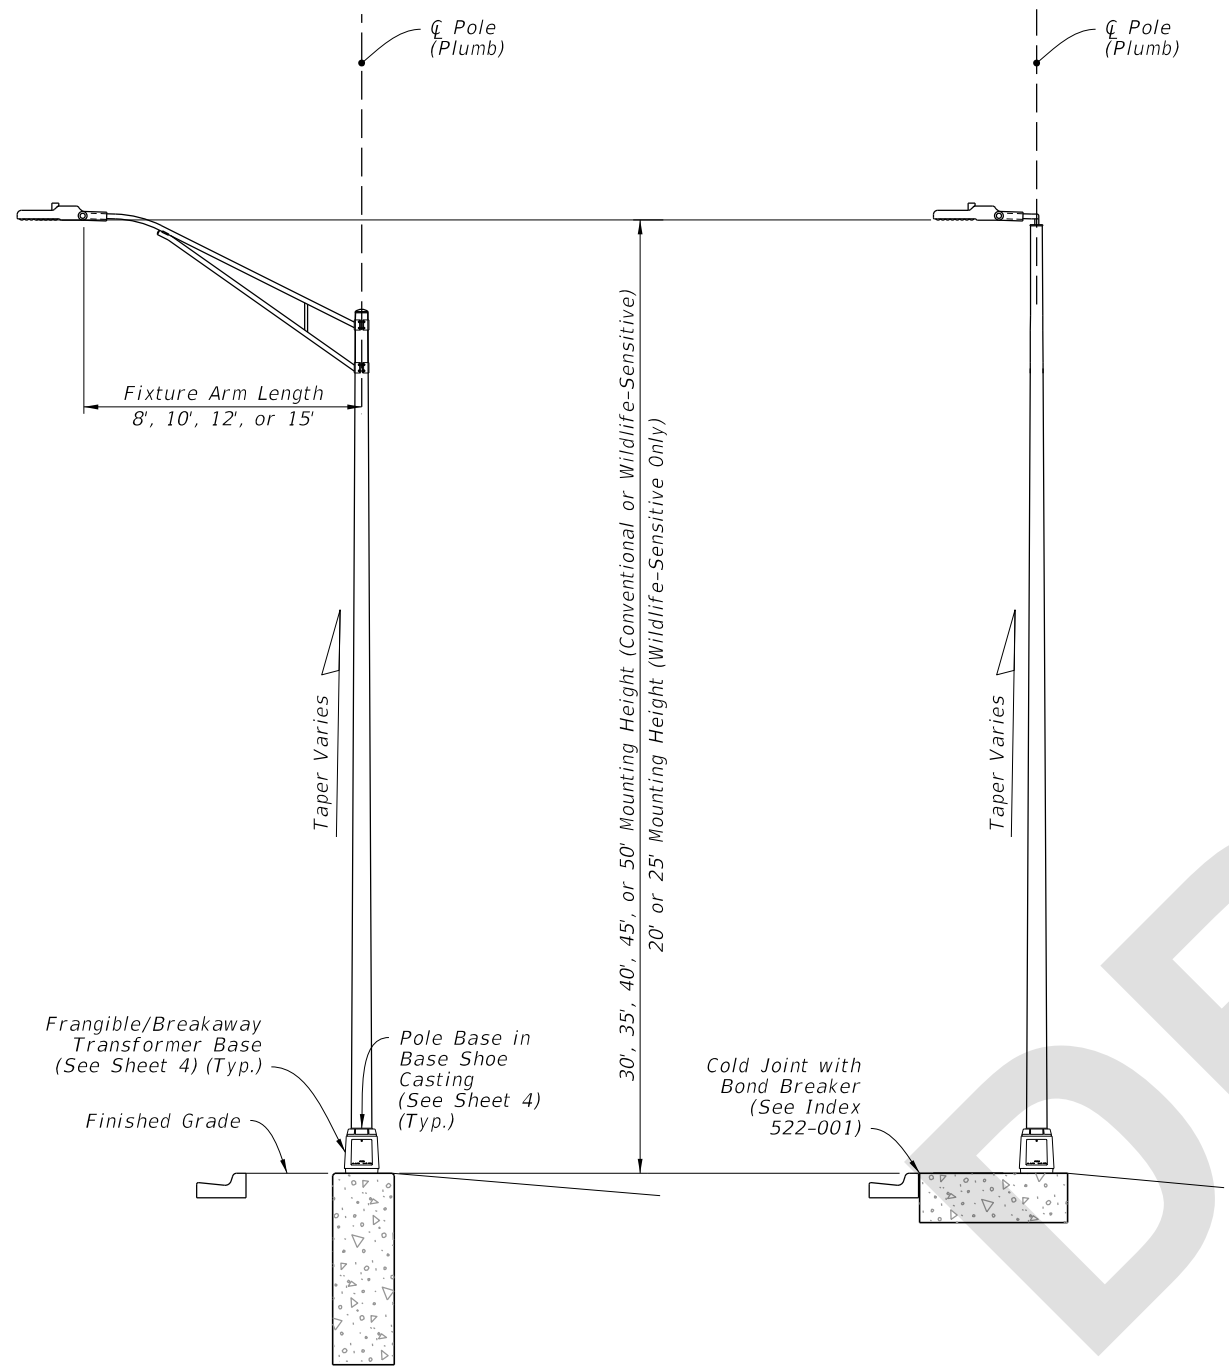 ℄ Pole
(Plumb)
℄ Pole
(Plumb)
Fixture Arm Length
8', 10', 12', or 15'
30', 35', 40', 45', or 50' Mounting Height (Conventional or Wildlife-Sensitive)
20' or 25' Mounting Height (Wildlife-Sensitive Only)
Taper Varies
Taper Varies
Frangible/Breakaway
Transformer Base
(See Sheet 4) (Typ.)
Finished Grade
Pole Base in
Base Shoe
Casting
(See Sheet 4)
(Typ.)
Cold Joint with
Bond Breaker
(See Index
522-001)